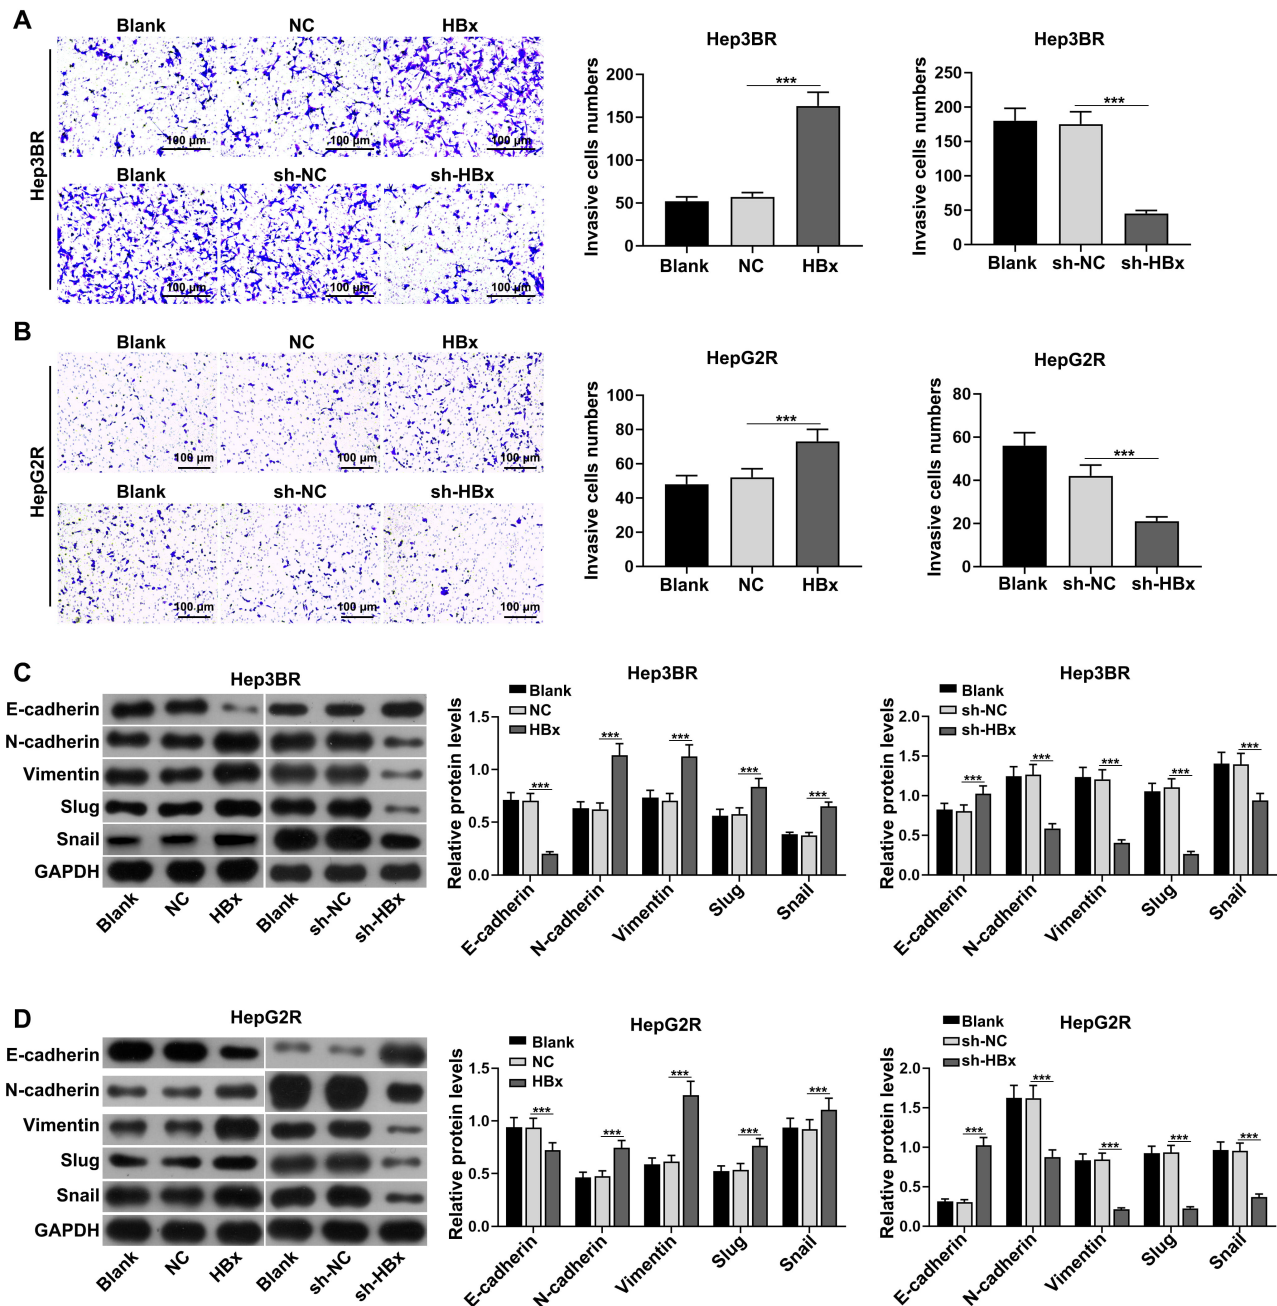 A
Blank NC HBx
Hep3BR
100 μm 100 μm 100 μm
Blank sh-NC sh-HBx
100 μm 100 μm 100 μm
Hep3BR
Invasive cells numbers
200
150
100
50
0
***
Blank NC HBx
Hep3BR
Invasive cells numbers
250
200
150
100
50
0
***
Blank sh-NC sh-HBx
B
Blank NC HBx
HepG2R
100 μm 100 μm 100 μm
Blank sh-NC sh-HBx
100 μm 100 μm 100 μm
HepG2R
Invasive cells numbers
100
80
60
40
20
0
***
Blank NC HBx
HepG2R
Invasive cells numbers
80
60
40
20
0
***
Blank sh-NC sh-HBx
C
Hep3BR
E-cadherin
N-cadherin
Vimentin
Slug
Snail
GAPDH
Blank NC HBx Blank sh-NC sh-HBx
Hep3BR
Blank
NC
HBx
Relative protein levels
1.5
1.0
0.5
0.0
*** *** *** *** ***
E-cadherin N-cadherin Vimentin Slug Snail
Hep3BR
Blank
sh-NC
sh-HBx
Relative protein levels
2.0
1.5
1.0
0.5
0.0
*** *** *** *** ***
E-cadherin N-cadherin Vimentin Slug Snail
D
HepG2R
E-cadherin
N-cadherin
Vimentin
Slug
Snail
GAPDH
Blank NC HBx Blank sh-NC sh-HBx
HepG2R
Blank
NC
HBx
Relative protein levels
1.5
1.0
0.5
0.0
*** *** *** *** ***
E-cadherin N-cadherin Vimentin Slug Snail
HepG2R
Blank
sh-NC
sh-HBx
Relative protein levels
2.0
1.5
1.0
0.5
0.0
*** *** *** *** ***
E-cadherin N-cadherin Vimentin Slug Snail